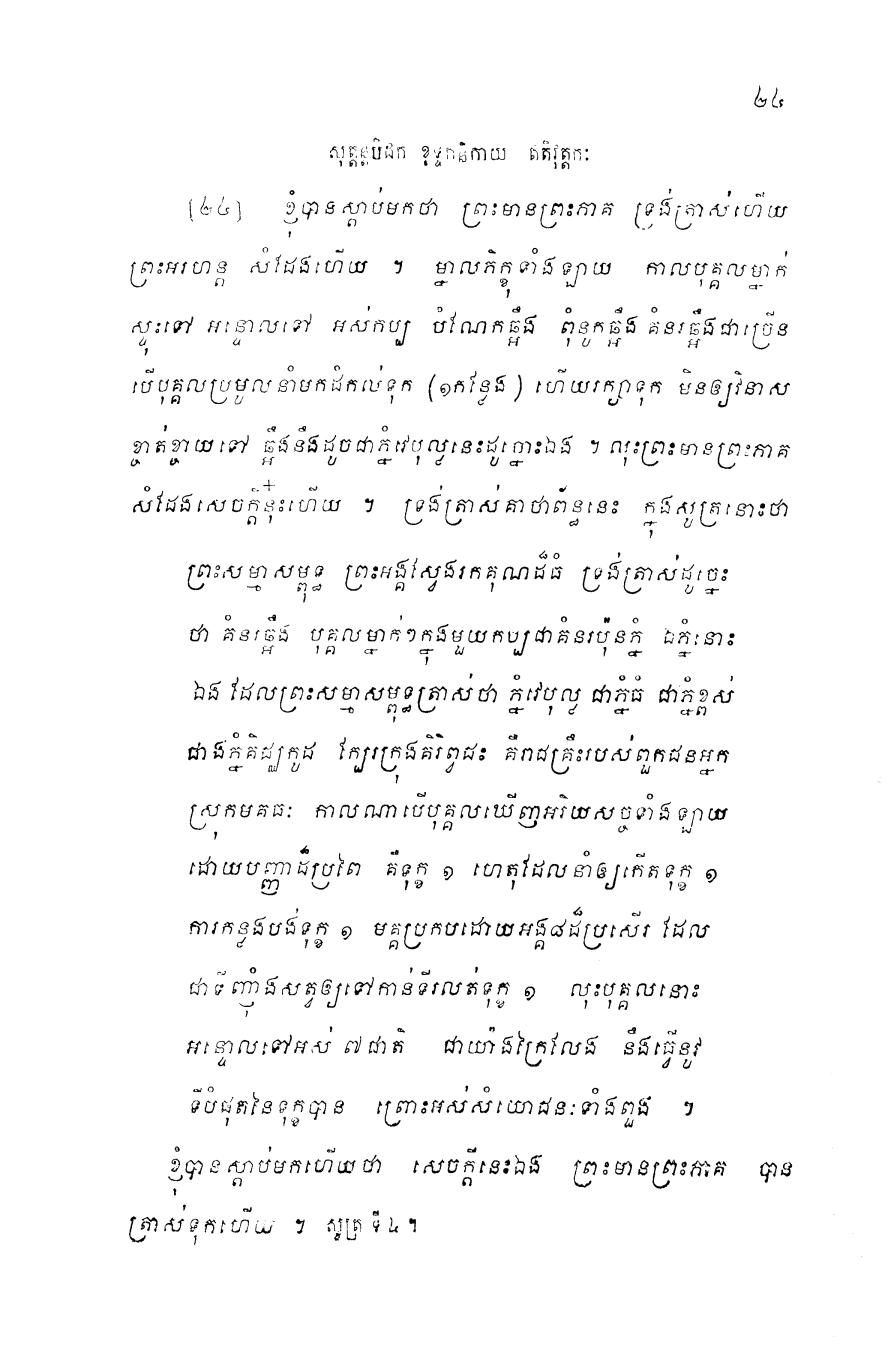 ២៤
សុត្តន្តបិដក ខុទ្ទកនិកាយ ឥតិវុត្តកៈ
[២៤] ខ្ញុំបានស្តាប់មកថា ព្រះមានព្រះភាគ ទ្រង់ត្រាស់ហើយ
ព្រះអរហន្ត សំដែងហើយ ។ ម្នាលភិក្ខុទាំងឡាយ កាលបុគ្គលម្នាក់
ស្ទុះទៅ អន្ទោលទៅ អស់កប្ប បំណែកឆ្អឹង ពុំនូកឆ្អឹង គំនរឆ្អឹងជាច្រើន
បើបុគ្គលប្រមូលនាំមកដំកល់ទុក (១កន្លែង) ហើយរក្សាទុក មិនឲ្យវិនាស
ខ្ចាត់ខ្ចាយទៅ ឆ្អឹងនឹងដូចជាភ្នំវេបុល្លនេះដូច្នោះឯង ។ លុះព្រះមានព្រះភាគ
សំដែងសេចក្តីនុ៎ះហើយ ។ ទ្រង់ត្រាស់គាថាព័ន្ធនេះ ក្នុងសូត្រនោះថា
ព្រះសម្មាសម្ពុទ្ធ ព្រះអង្គស្វែងរកគុណដ៏ធំ ទ្រង់ត្រាស់ដូច្នេះ
ថា គំនរឆ្អឹង បុគ្គលម្នាក់ៗក្នុងមួយកប្បជាគំនរប៉ុនភ្នំ ឯភ្នំនោះ
ឯង ដែលព្រះសម្មាសម្ពុទ្ធត្រាស់ថា ភ្នំវេបុល្ល ជាភ្នំធំ ជាភ្នំខ្ពស់
ជាងភ្នំគិជ្ឈកូដ ក្បែរក្រុងគិរិព្វជះ គឺរាជគ្រឹះរបស់ពួកជនអ្នក
ស្រុកមគធៈ កាលណាបើបុគ្គលឃើញអរិយសច្ចទាំងឡាយ
ដោយបញ្ញាដ៏ប្រពៃ គឺទុក្ខ ១ ហេតុដែលនាំឲ្យកើតទុក្ខ ១
ការកន្លងបង់ទុក្ខ ១ មគ្គប្រកបដោយអង្គ៨ដ៏ប្រសើរ ដែល
ជាទីញ៉ាំងសត្វឲ្យទៅកាន់ទីរលត់ទុក្ខ ១ លុះបុគ្គលនោះ
អន្ទោលទៅអស់ ៧ជាតិ ជាយ៉ាងក្រៃលែង នឹងធ្វើនូវ
ទីបំផុតនៃទុក្ខបាន ព្រោះអស់សំយោជនៈទាំងពួង ។
ខ្ញុំបានស្តាប់មកហើយថា សេចក្តីនេះឯង ព្រះមានព្រះភាគ បាន
ត្រាស់ទុកហើយ ។ សូត្រ ទី ៤ ។